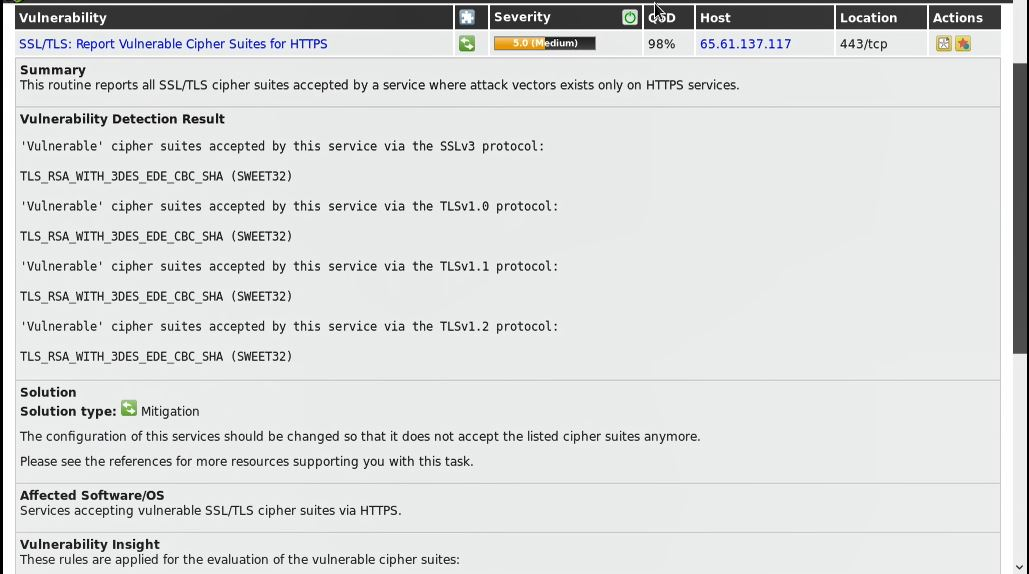 Vulnerability Severity QoD Host Location Actions
SSL/TLS: Report Vulnerable Cipher Suites for HTTPS 5.0 (Medium) 98% 65.61.137.117 443/tcp
Summary
This routine reports all SSL/TLS cipher suites accepted by a service where attack vectors exists only on HTTPS services.
Vulnerability Detection Result
'Vulnerable' cipher suites accepted by this service via the SSLv3 protocol:
TLS_RSA_WITH_3DES_EDE_CBC_SHA (SWEET32)
'Vulnerable' cipher suites accepted by this service via the TLSv1.0 protocol:
TLS_RSA_WITH_3DES_EDE_CBC_SHA (SWEET32)
'Vulnerable' cipher suites accepted by this service via the TLSv1.1 protocol:
TLS_RSA_WITH_3DES_EDE_CBC_SHA (SWEET32)
'Vulnerable' cipher suites accepted by this service via the TLSv1.2 protocol:
TLS_RSA_WITH_3DES_EDE_CBC_SHA (SWEET32)
Solution
Solution type: Mitigation
The configuration of this services should be changed so that it does not accept the listed cipher suites anymore.
Please see the references for more resources supporting you with this task.
Affected Software/OS
Services accepting vulnerable SSL/TLS cipher suites via HTTPS.
Vulnerability Insight
These rules are applied for the evaluation of the vulnerable cipher suites: